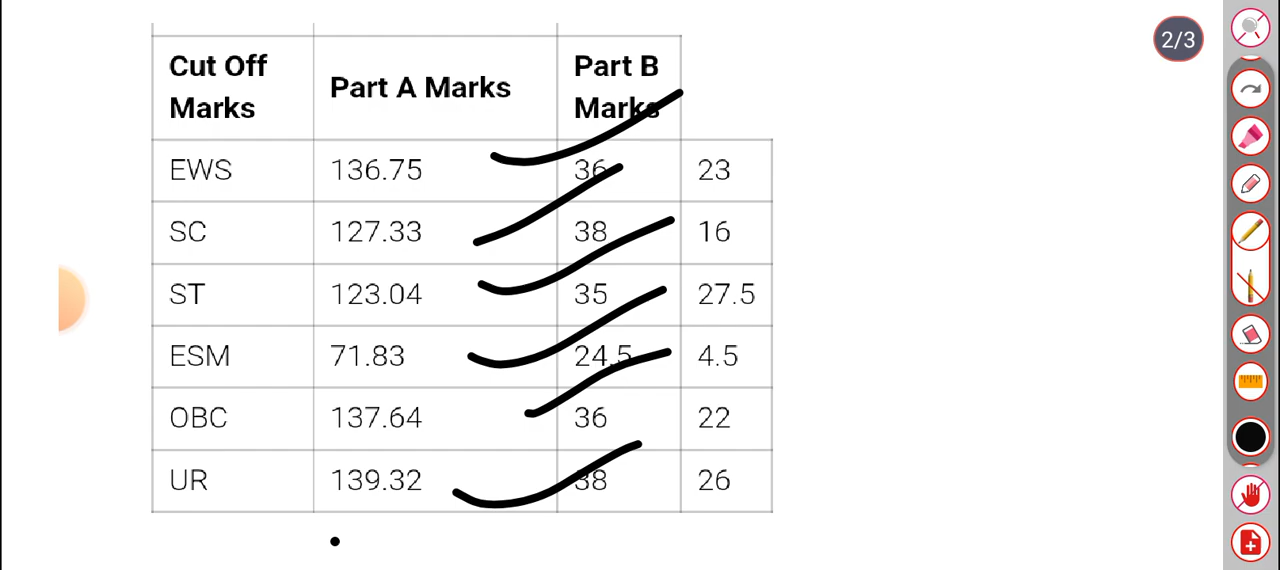 2/3
Cut Off Marks Part A Marks Part B Marks
EWS 136.75 36 23
SC 127.33 38 16
ST 123.04 35 27.5
ESM 71.83 24.5 4.5
OBC 137.64 36 22
UR 139.32 38 26